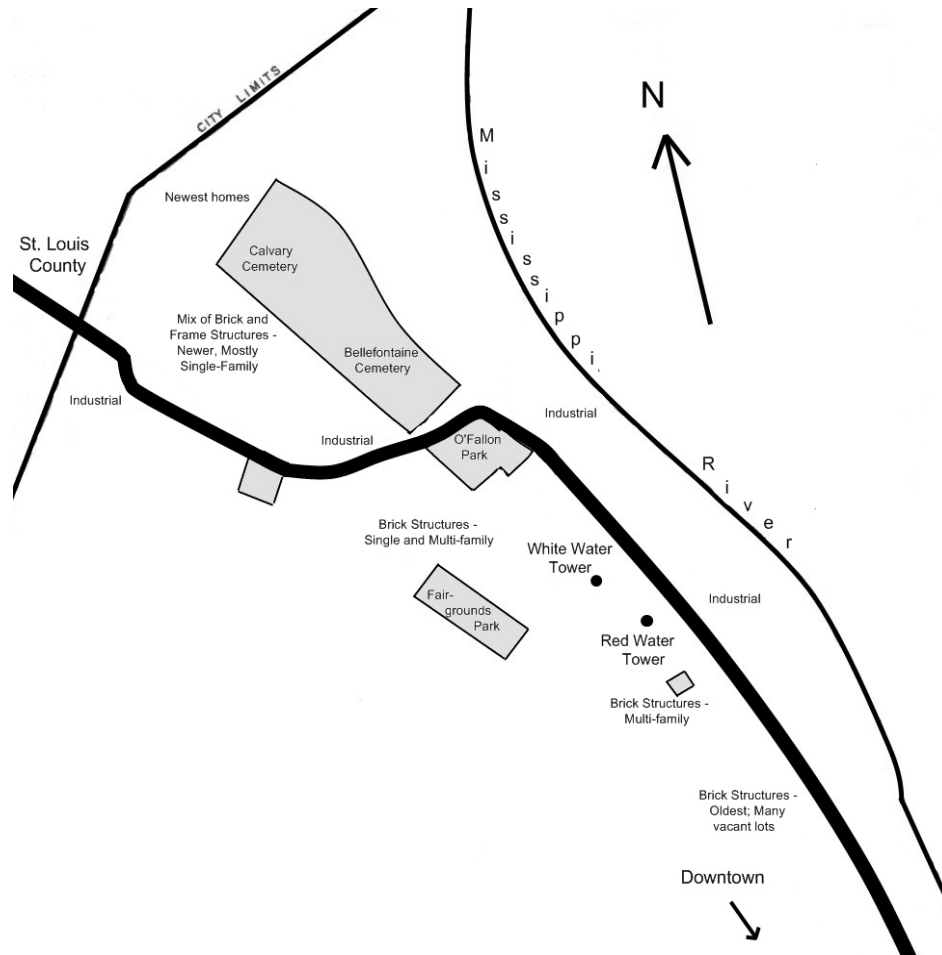 N
CITY LIMITS
Mississippi
River
Newest homes
St. Louis
County
Calvary
Cemetery
Mix of Brick and
Frame Structures -
Newer, Mostly
Single-Family
Bellefontaine
Cemetery
Industrial
Industrial
Industrial
O'Fallon
Park
Brick Structures -
Single and Multi-family
White Water
Tower
Fair-
grounds
Park
Industrial
Red Water
Tower
Brick Structures -
Multi-family
Brick Structures -
Oldest; Many
vacant lots
Downtown